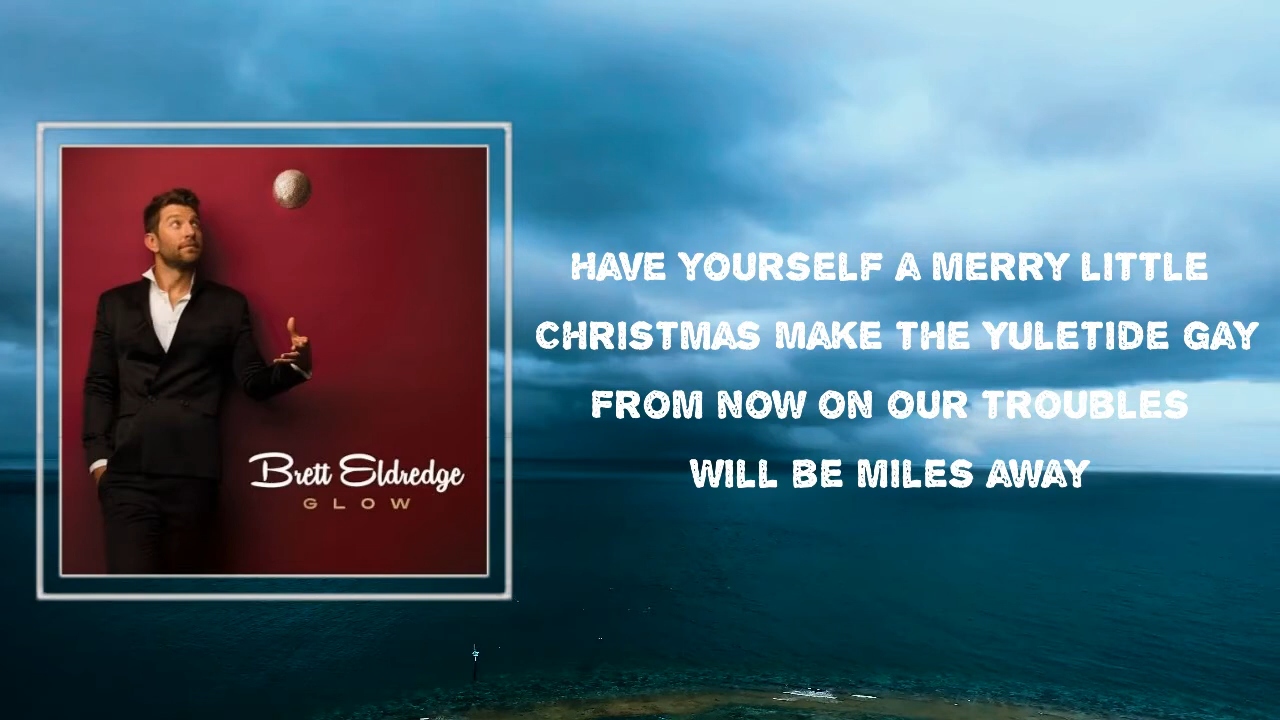 Brett Eldredge
GLOW
HAVE YOURSELF A MERRY LITTLE
CHRISTMAS MAKE THE YULETIDE GAY
FROM NOW ON OUR TROUBLES
WILL BE MILES AWAY